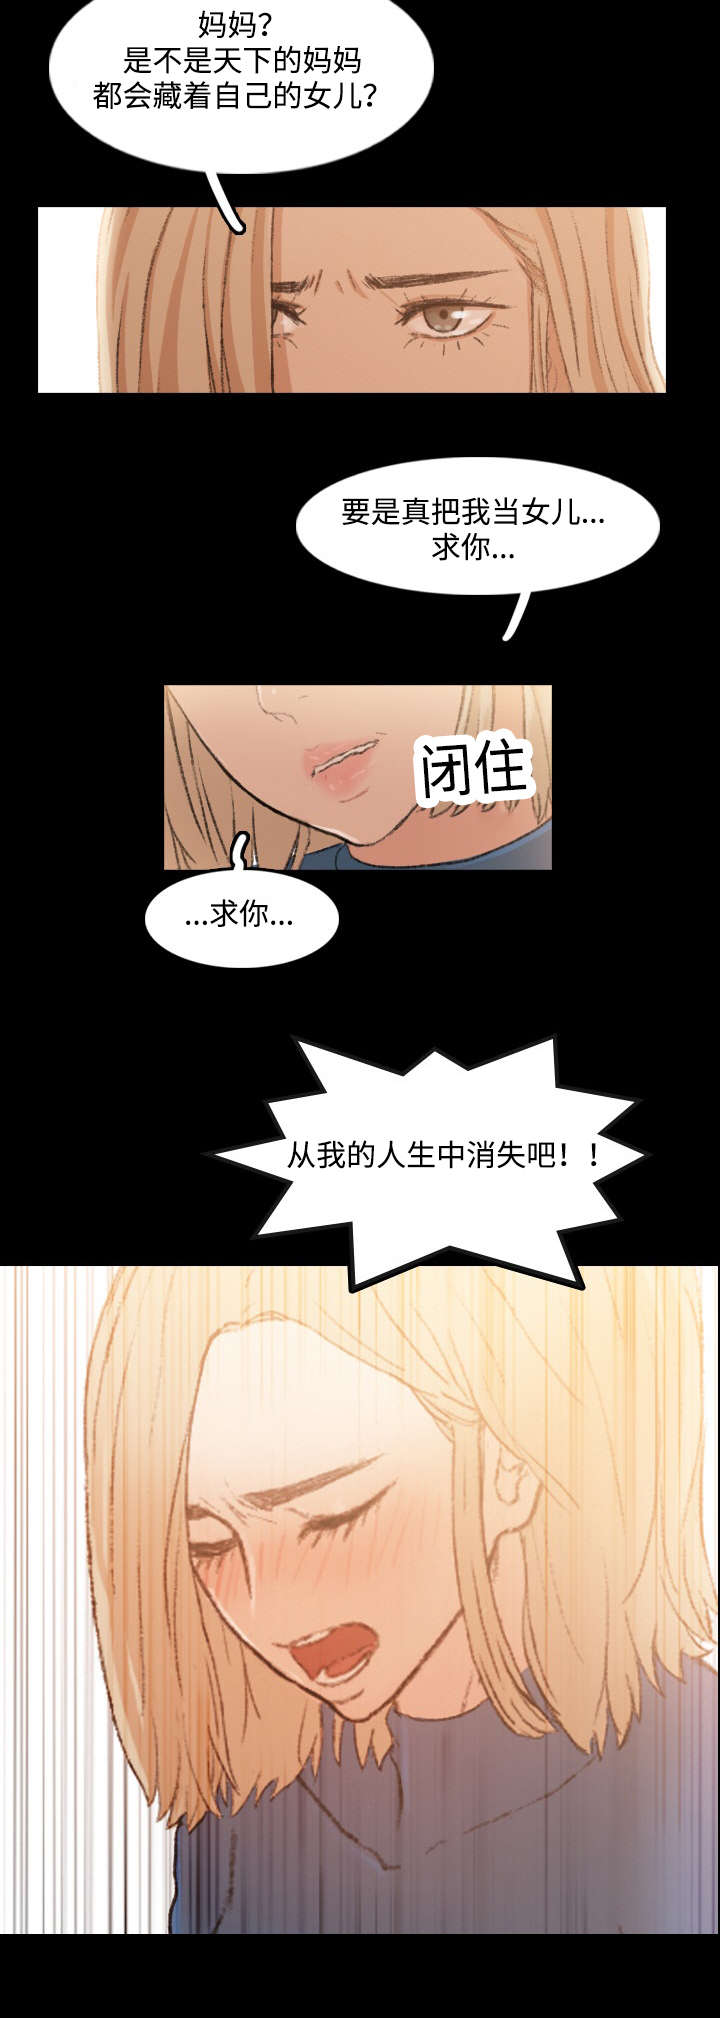 妈妈？
是不是天下的妈妈
都会藏着自己的女儿？
要是真把我当女儿...
求你...
闭住
...求你...
从我的人生中消失吧！！